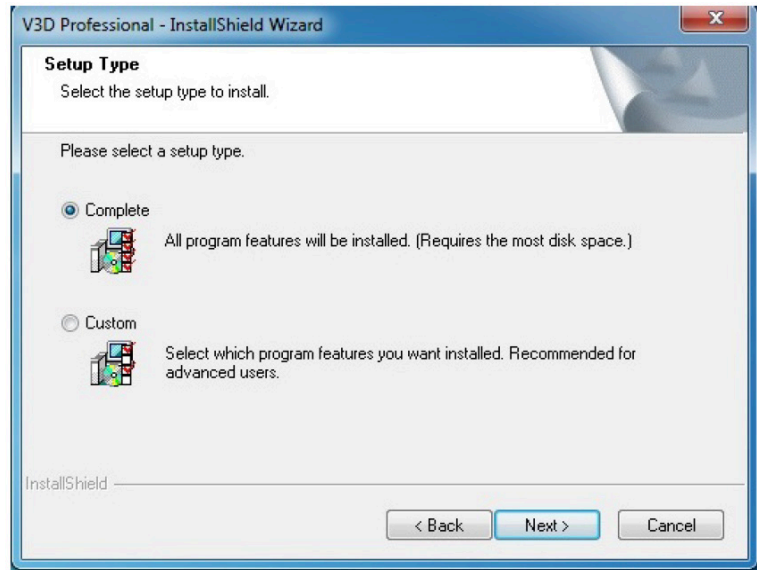 V3D Professional - InstallShield Wizard
Setup Type
Select the setup type to install.
Please select a setup type.
Complete
All program features will be installed. (Requires the most disk space.)
Custom
Select which program features you want installed. Recommended for
advanced users.
InstallShield
< Back
Next >
Cancel